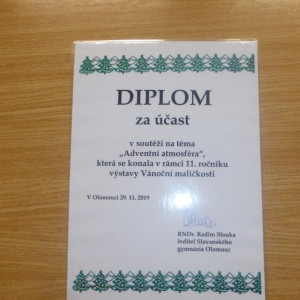 DIPLOM
za účast
v soutěži na téma
„Adventní atmosféra“,
která se konala v rámci 11. ročníku
výstavy Vánoční maličkosti
V Olomouci 29. 11. 2019
RNDr. Radim Slouka
ředitel Slovanského
gymnázia Olomouc